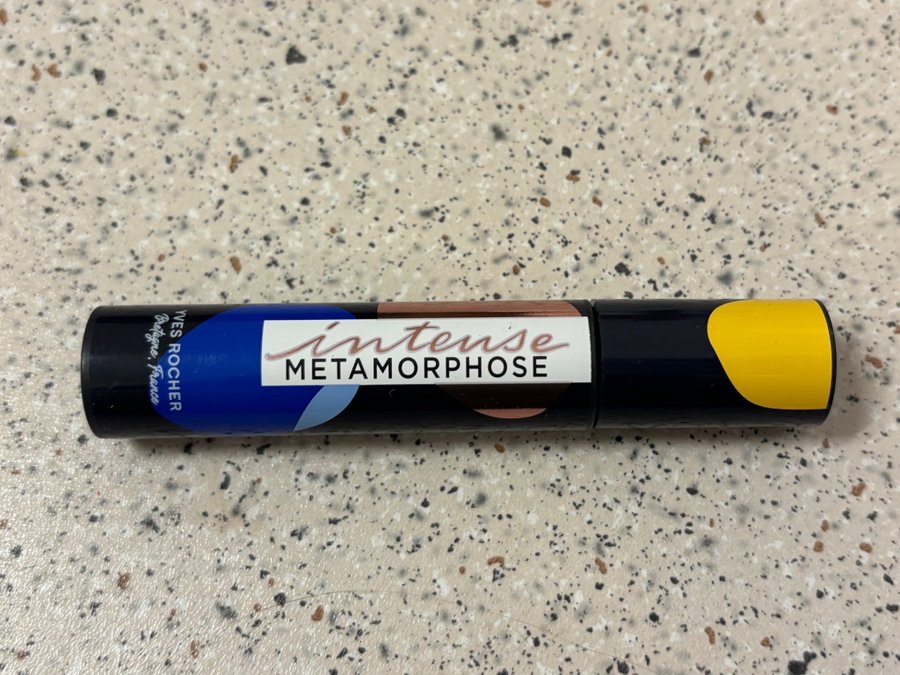 YVES ROCHER
Bretagne, France
intense
METAMORPHOSE